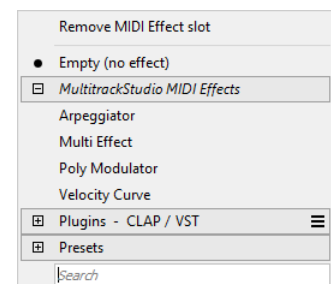 Remove MIDI Effect slot
Empty (no effect)
MultitrackStudio MIDI Effects
Arpeggiator
Multi Effect
Poly Modulator
Velocity Curve
Plugins - CLAP / VST
Presets
Search